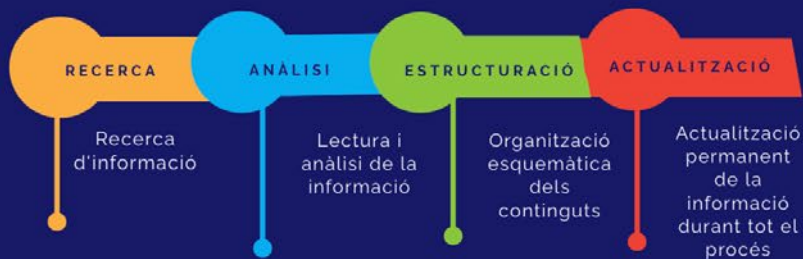 RECERCA
Recerca
d'informació
ANÀLISI
Lectura i
anàlisi de la
informació
ESTRUCTURACIÓ
Organització
esquemàtica
dels
continguts
ACTUALITZACIÓ
Actualització
permanent
de la
informació
durant tot el
procés